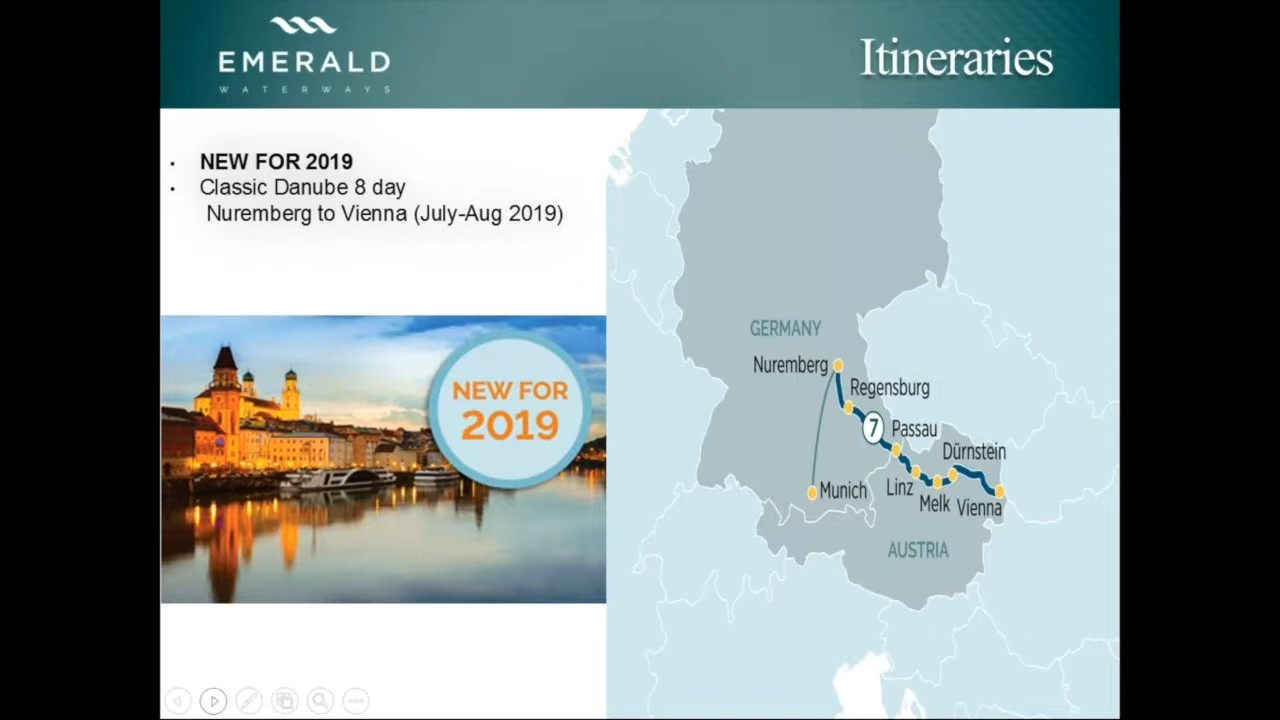 EMERALD
WATERWAYS
Itineraries
NEW FOR 2019
Classic Danube 8 day
Nuremberg to Vienna (July-Aug 2019)
NEW FOR
2019
GERMANY
Nuremberg
Regensburg
7
Passau
Dürnstein
Munich
Linz
Melk
Vienna
AUSTRIA